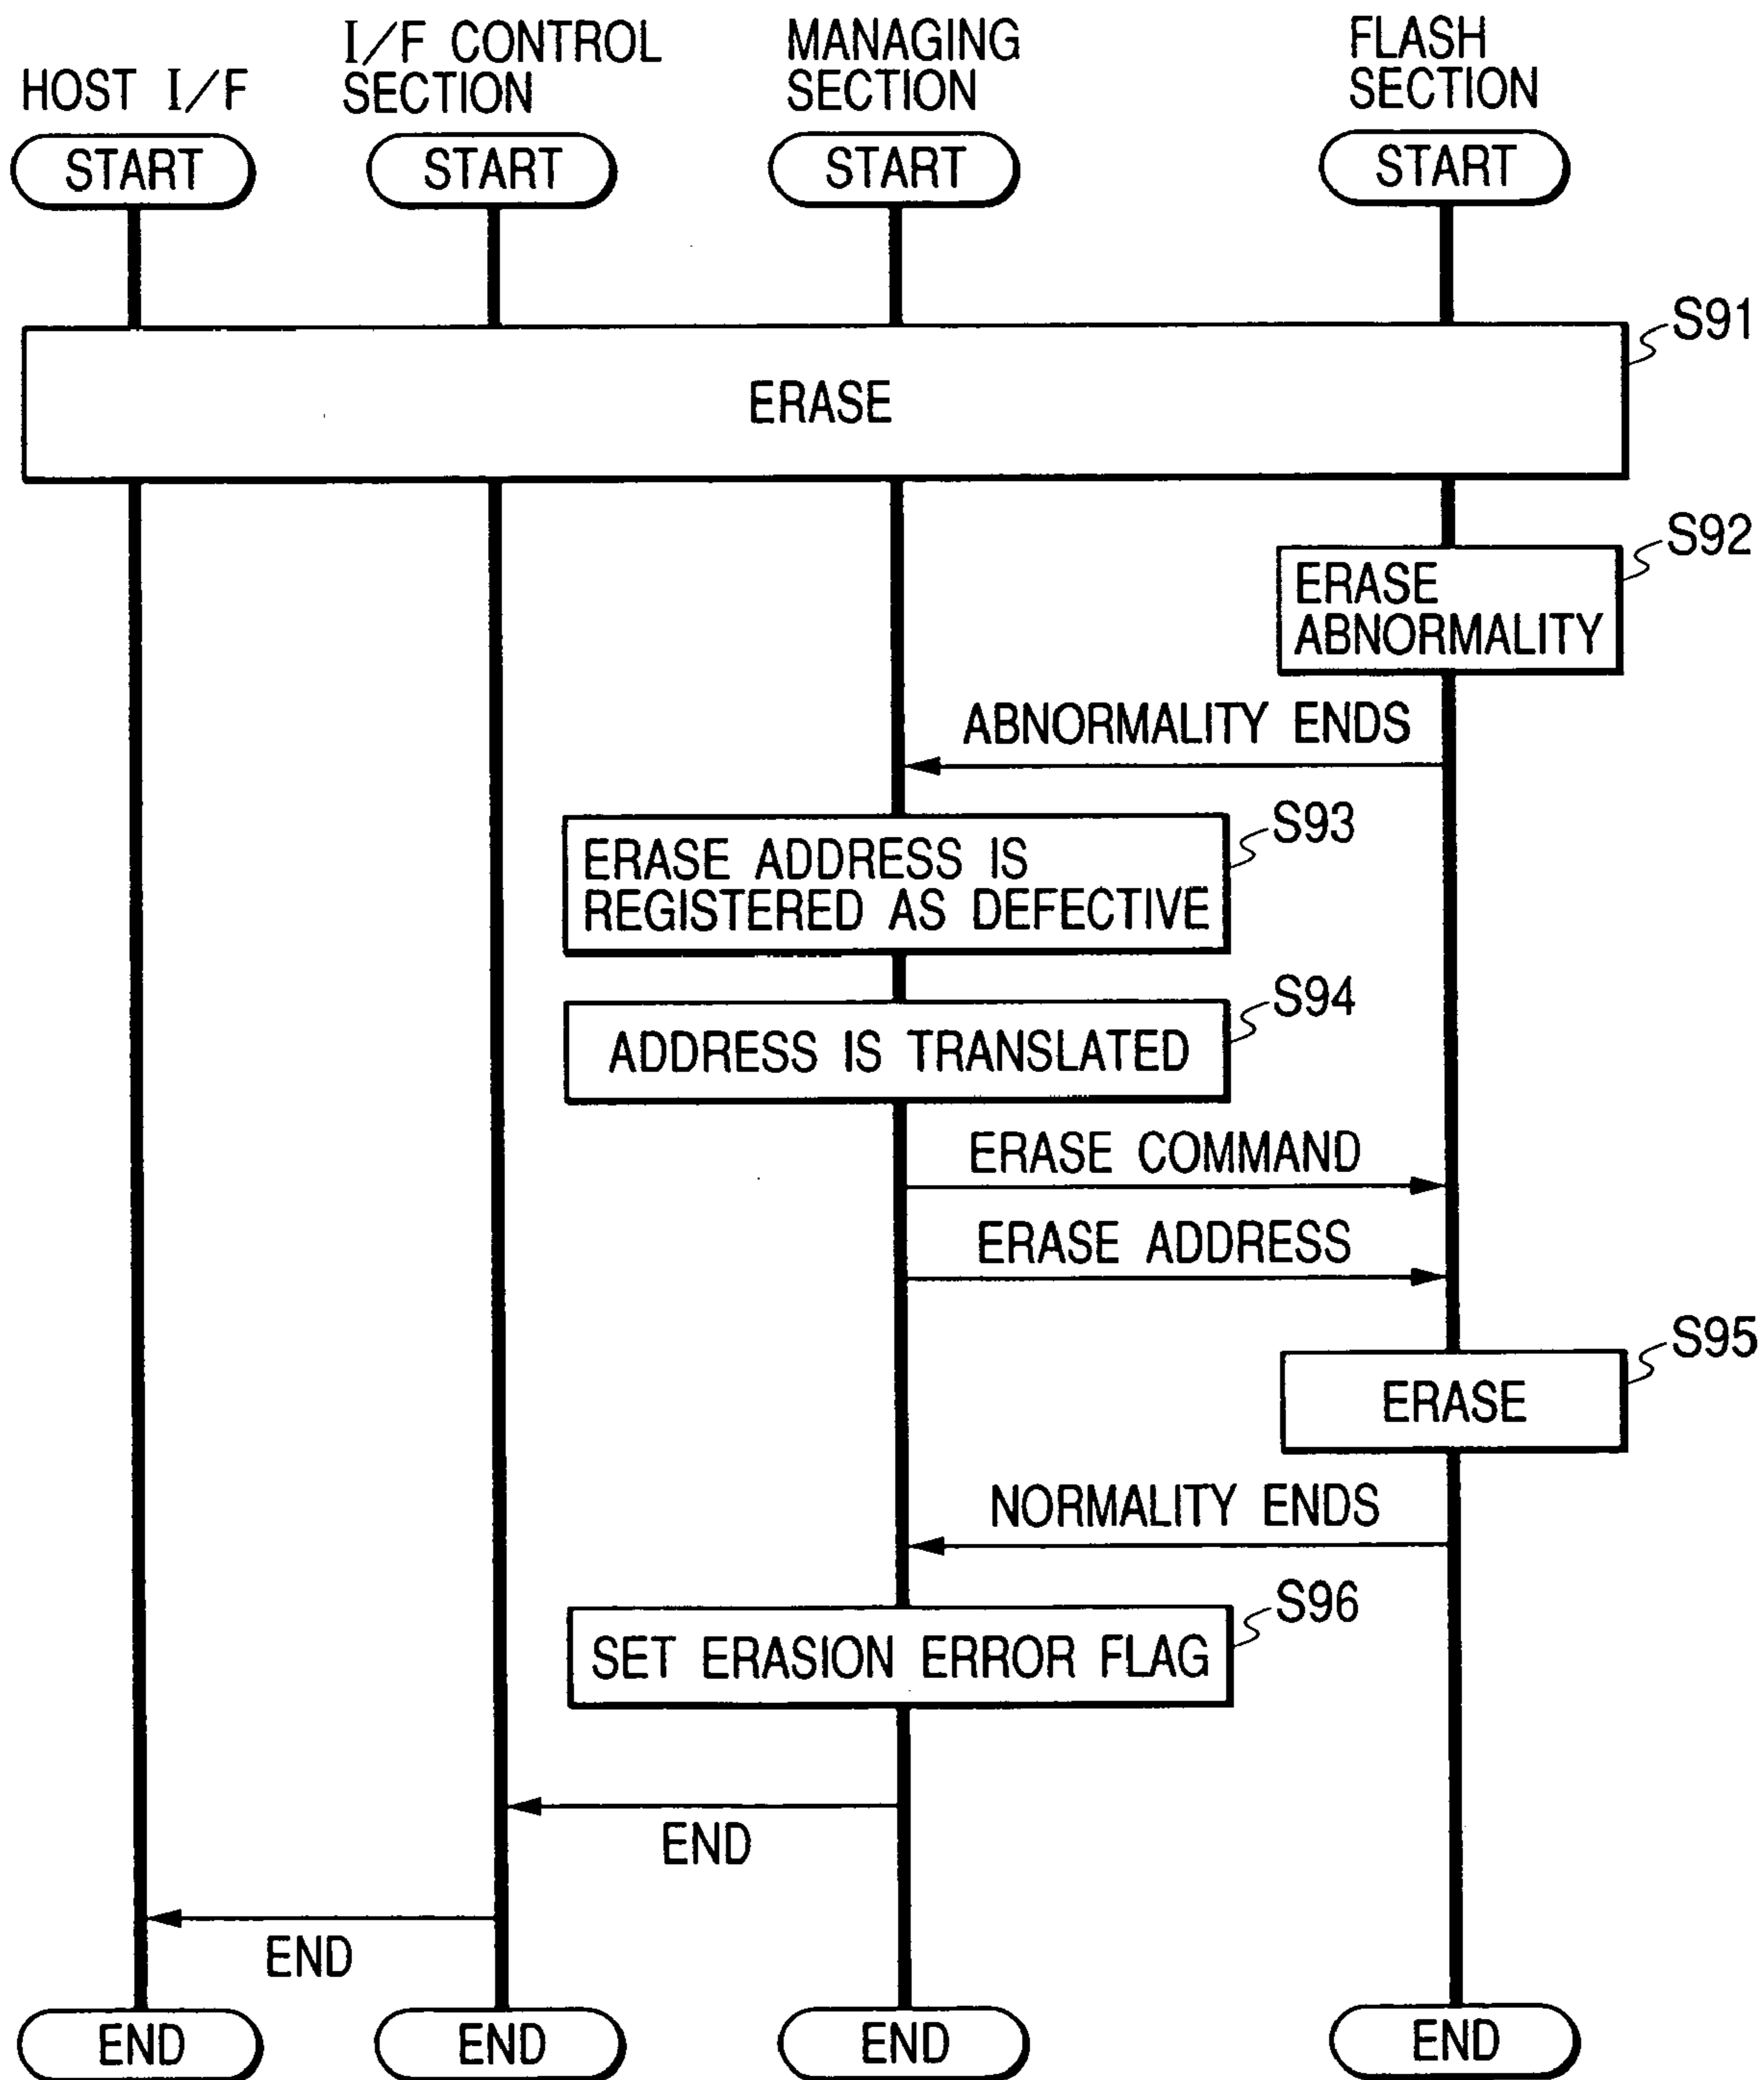 HOST I/F
I/F CONTROL
SECTION
MANAGING
SECTION
FLASH
SECTION
START
START
START
START
S91
ERASE
S92
ERASE
ABNORMALITY
ABNORMALITY ENDS
S93
ERASE ADDRESS IS
REGISTERED AS DEFECTIVE
S94
ADDRESS IS TRANSLATED
ERASE COMMAND
ERASE ADDRESS
S95
ERASE
NORMALITY ENDS
S96
SET ERASION ERROR FLAG
END
END
END
END
END
END